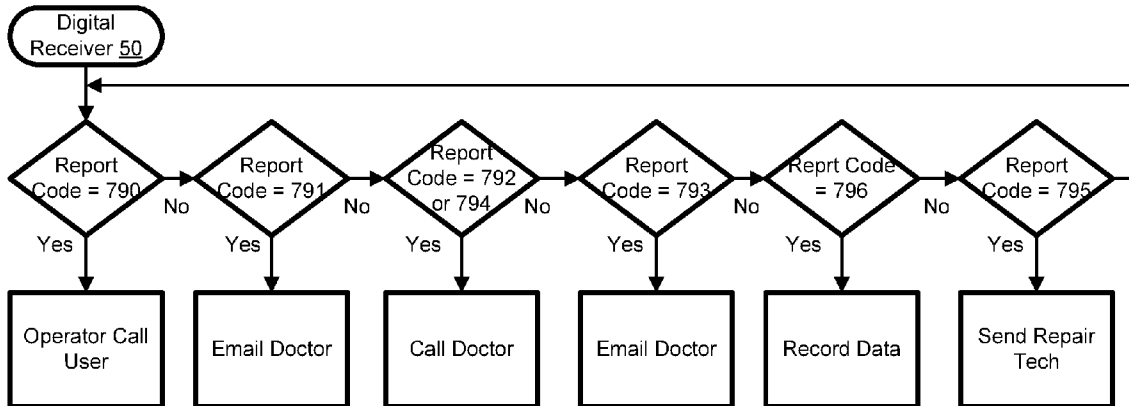 Digital
Receiver 50
Report
Code = 790
Report
Code = 791
Report
Code = 792
or 794
Report
Code = 793
Reprt Code
= 796
Report
Code = 795
No
No
No
No
No
Yes
Yes
Yes
Yes
Yes
Yes
Operator Call
User
Email Doctor
Call Doctor
Email Doctor
Record Data
Send Repair
Tech